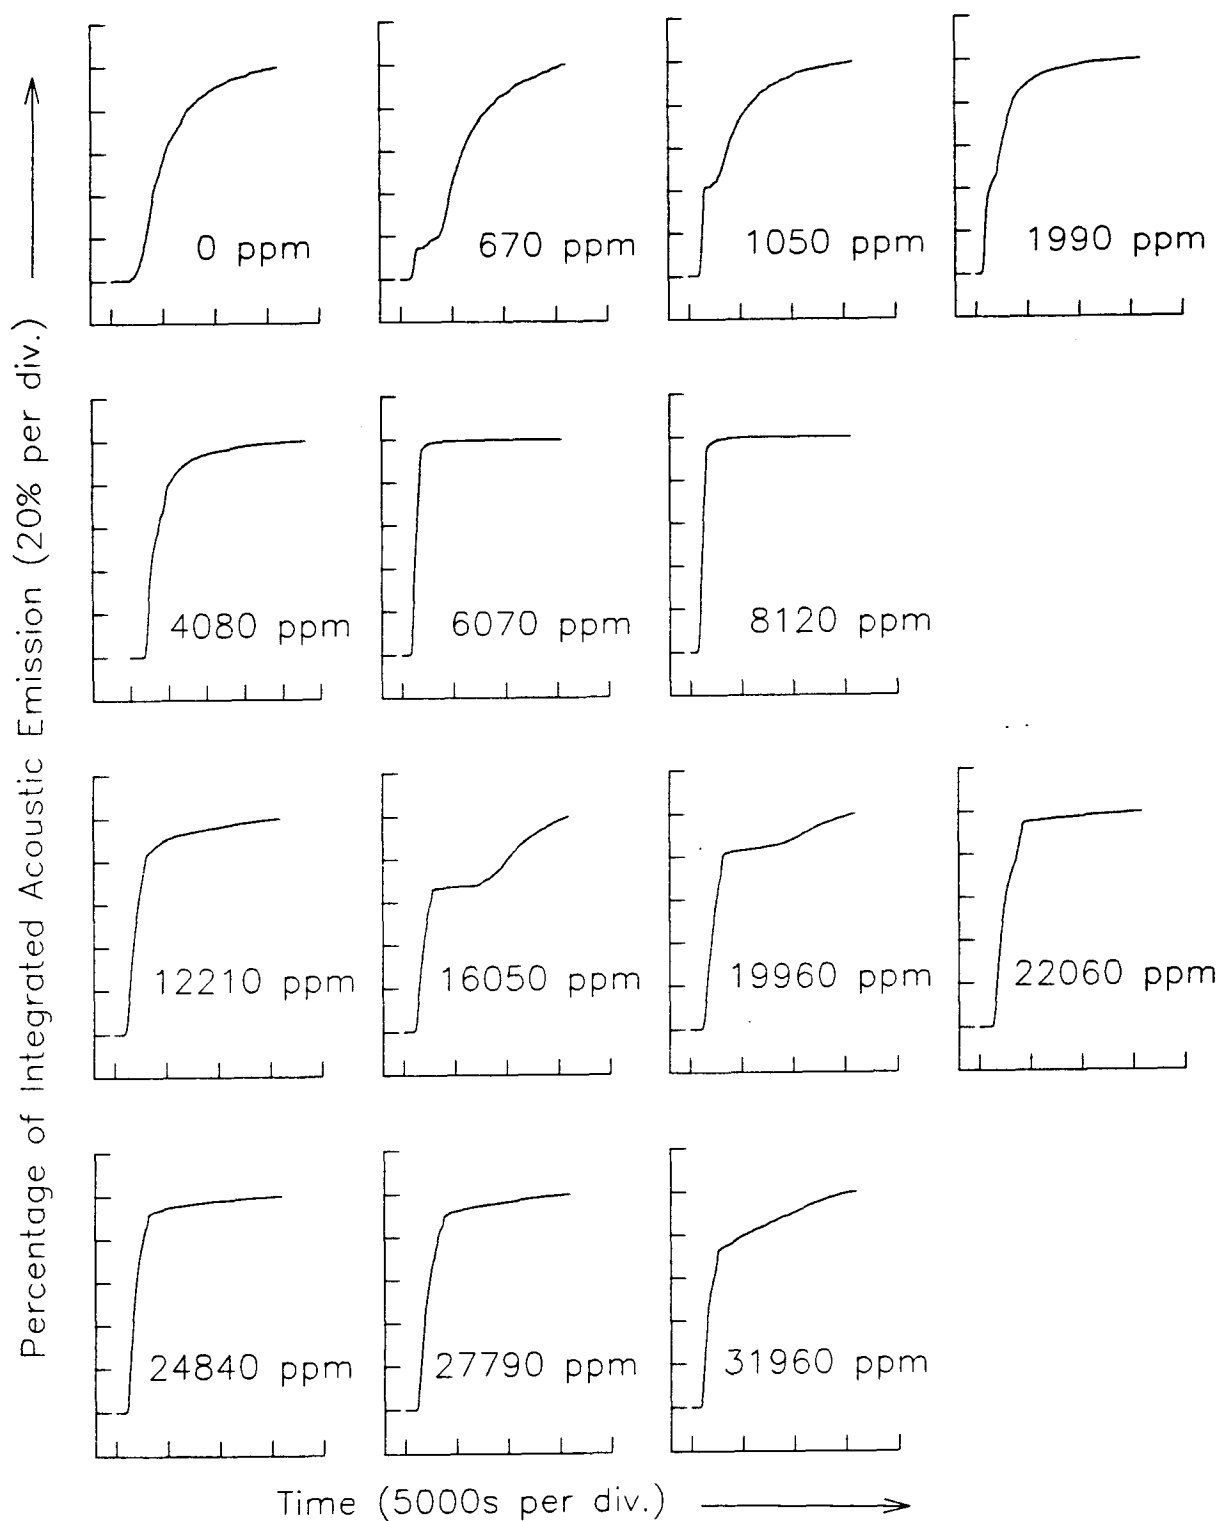 Percentage of Integrated Acoustic Emission (20% per div.)
0 ppm
670 ppm
1050 ppm
1990 ppm
4080 ppm
6070 ppm
8120 ppm
12210 ppm
16050 ppm
19960 ppm
22060 ppm
24840 ppm
27790 ppm
31960 ppm
Time (5000s per div.)